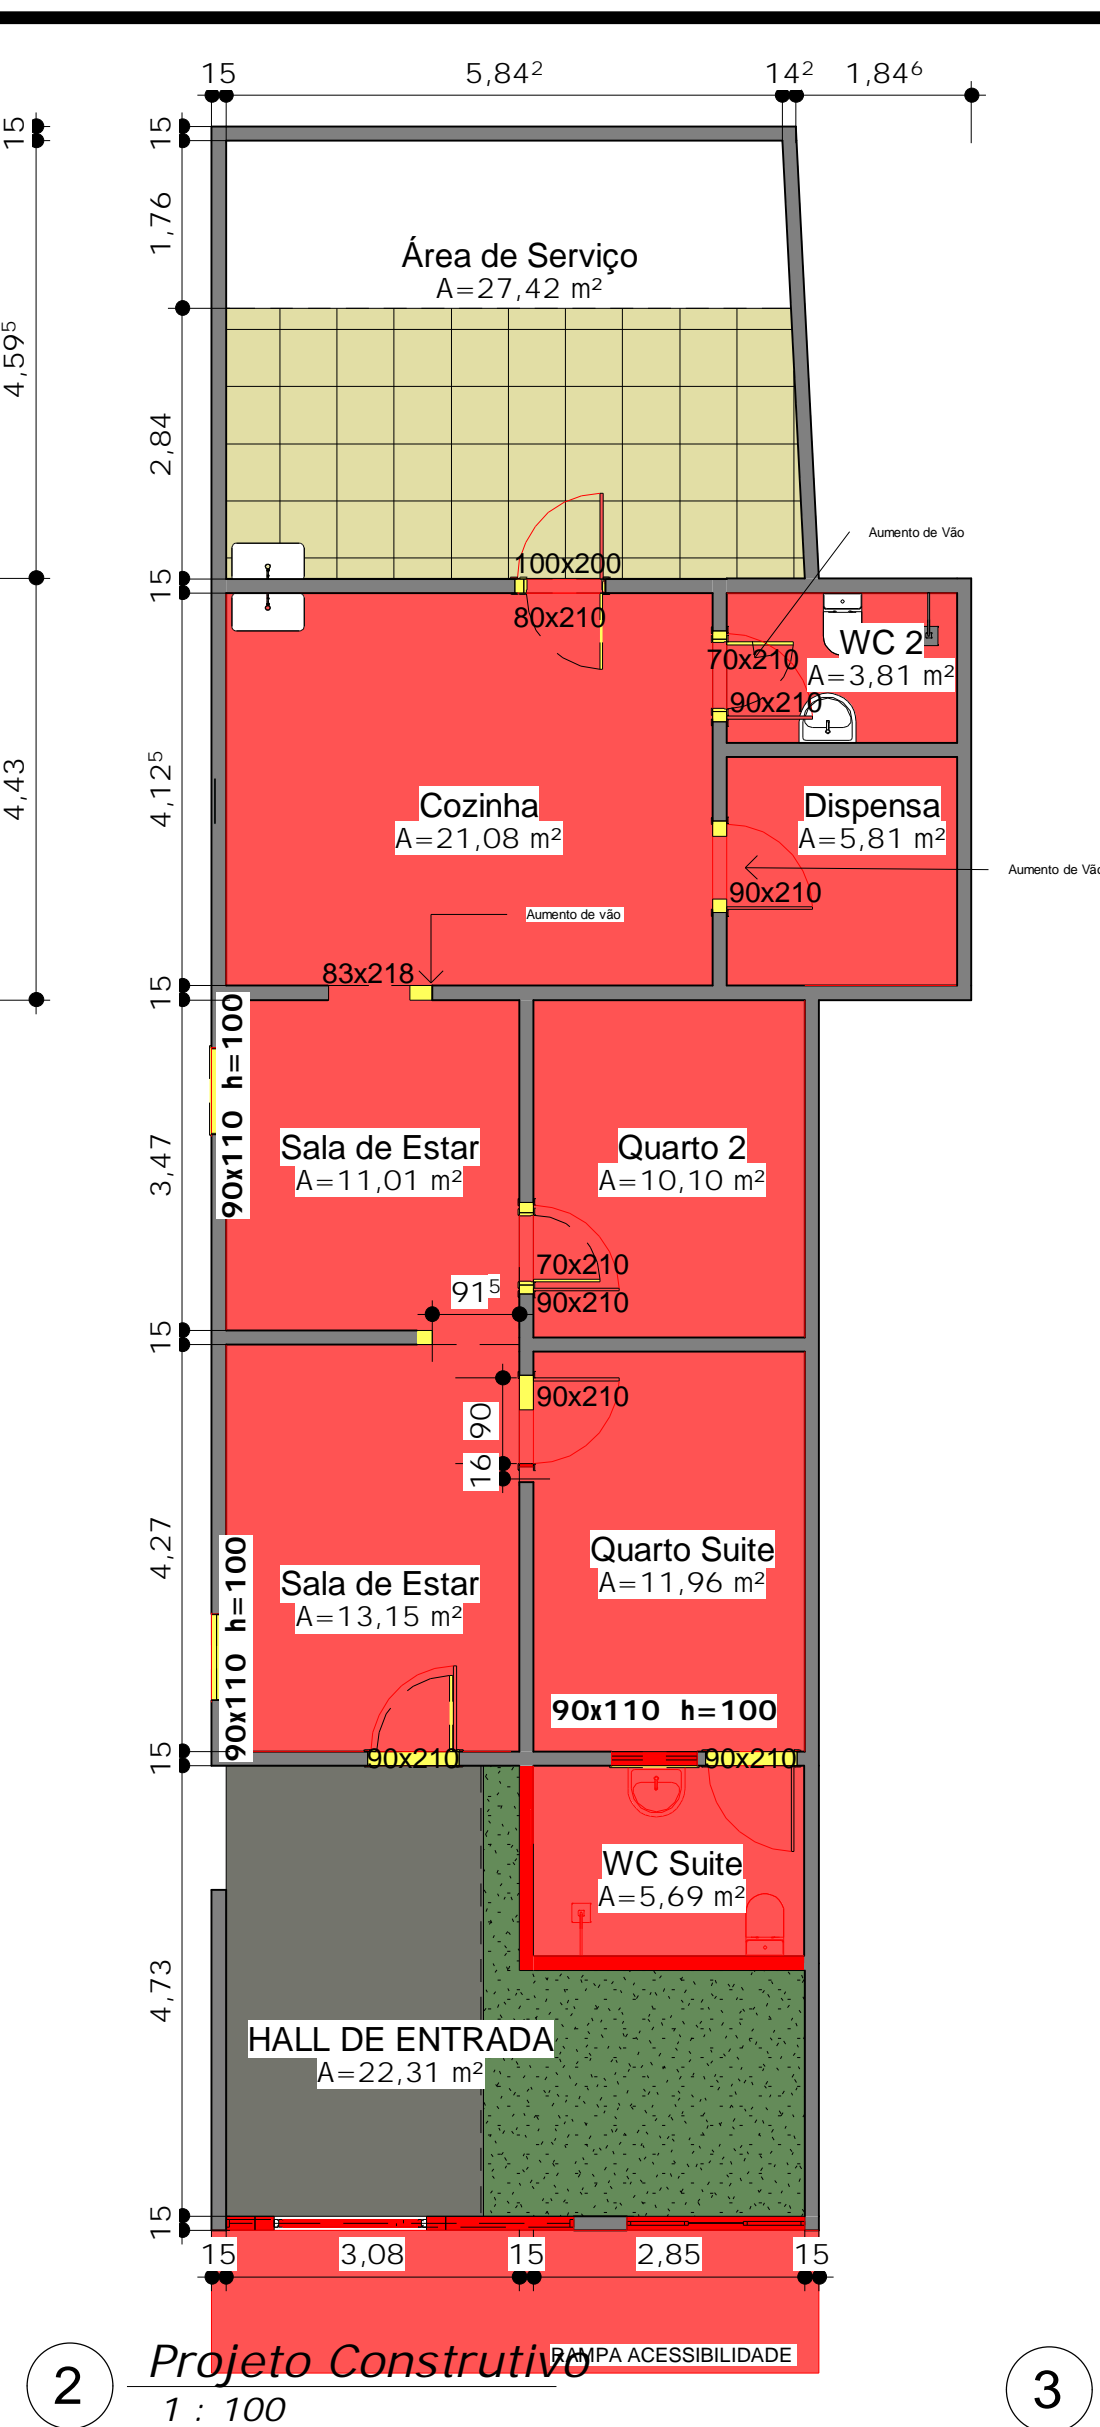 15
5,84²
14²
1,84⁶
15
15
1,76
Área de Serviço
A=27,42 m²
4,59⁵
2,84
Aumento de Vão
100x200
15
80x210
WC 2
70x210
A=3,81 m²
90x210
4,43
4,12⁵
Cozinha
A=21,08 m²
Dispensa
A=5,81 m²
Aumento de Vão
90x210
Aumento de vão
83x218
15
90x110 h=100
3,47
Sala de Estar
A=11,01 m²
Quarto 2
A=10,10 m²
70x210
91⁵
90x210
15
90x210
90
16
4,27
90x110 h=100
Sala de Estar
A=13,15 m²
Quarto Suite
A=11,96 m²
90x110 h=100
15
90x210
90x210
WC Suite
A=5,69 m²
4,73
HALL DE ENTRADA
A=22,31 m²
15
15
3,08
15
2,85
15
RAMPA ACESSIBILIDADE
2
Projeto Construtivo
1 : 100
3